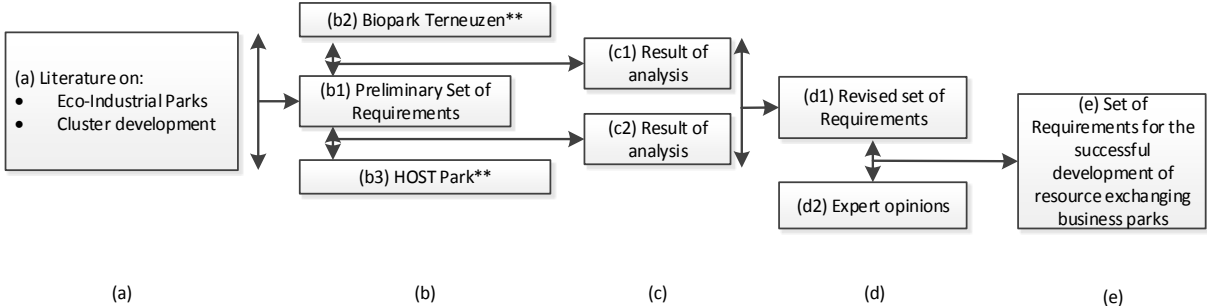 (a) Literature on:
• Eco-Industrial Parks
• Cluster development
(b2) Biopark Terneuzen**
(b1) Preliminary Set of
Requirements
(b3) HOST Park**
(c1) Result of
analysis
(c2) Result of
analysis
(d1) Revised set of
Requirements
(d2) Expert opinions
(e) Set of
Requirements for the
successful
development of
resource exchanging
business parks
(a)
(b)
(c)
(d)
(e)